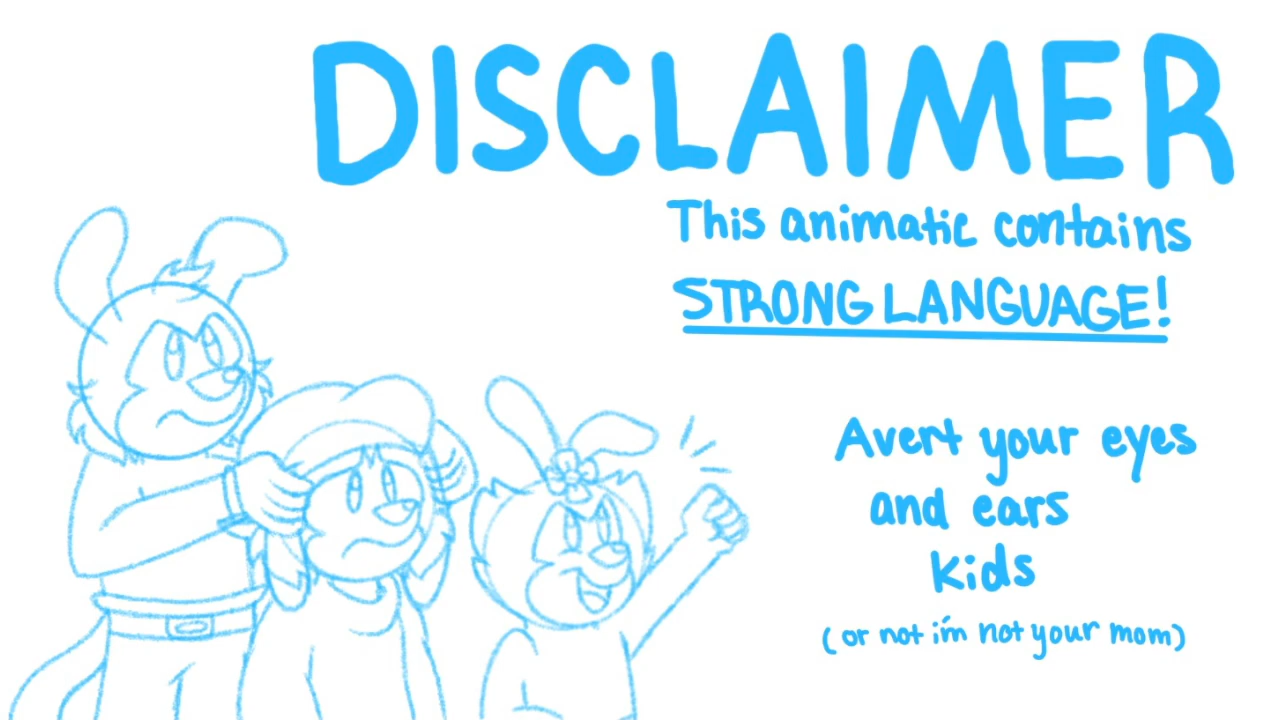 DISCLAIMER
This animatic contains
STRONG LANGUAGE!
Avert your eyes
and ears
kids
(or not i'm not your mom)